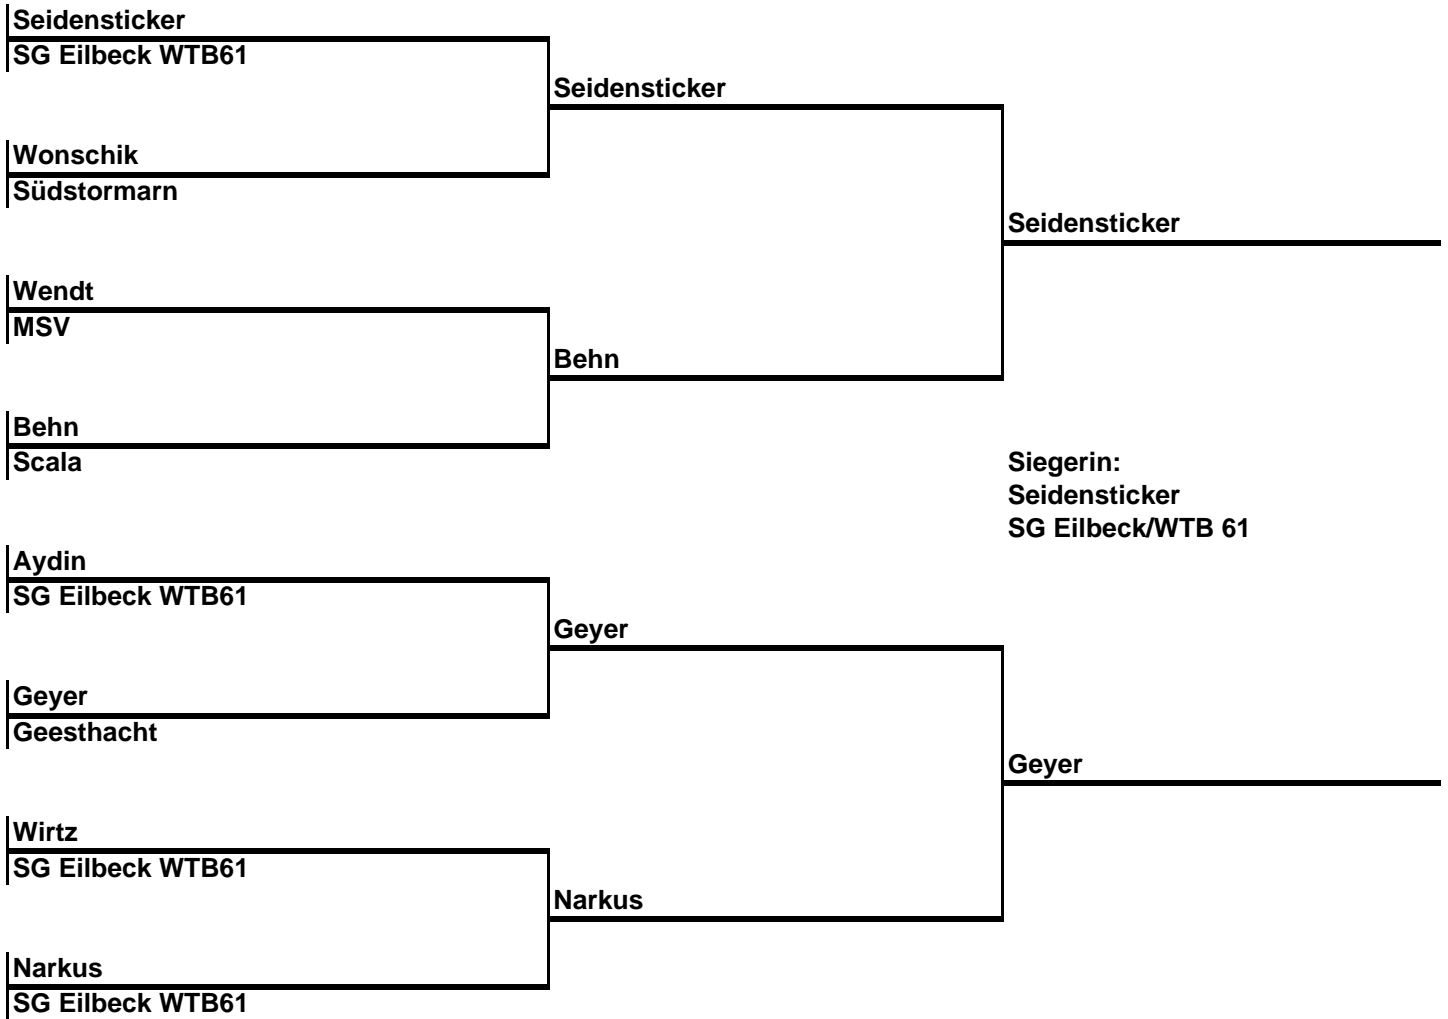 Seidensticker
SG Eilbeck WTB61
Seidensticker
Wonschik
Südstormarn
Seidensticker
Wendt
MSV
Behn
Behn
Scala
Siegerin:
Seidensticker
SG Eilbeck/WTB 61
Aydin
SG Eilbeck WTB61
Geyer
Geyer
Geesthacht
Geyer
Wirtz
SG Eilbeck WTB61
Narkus
Narkus
SG Eilbeck WTB61